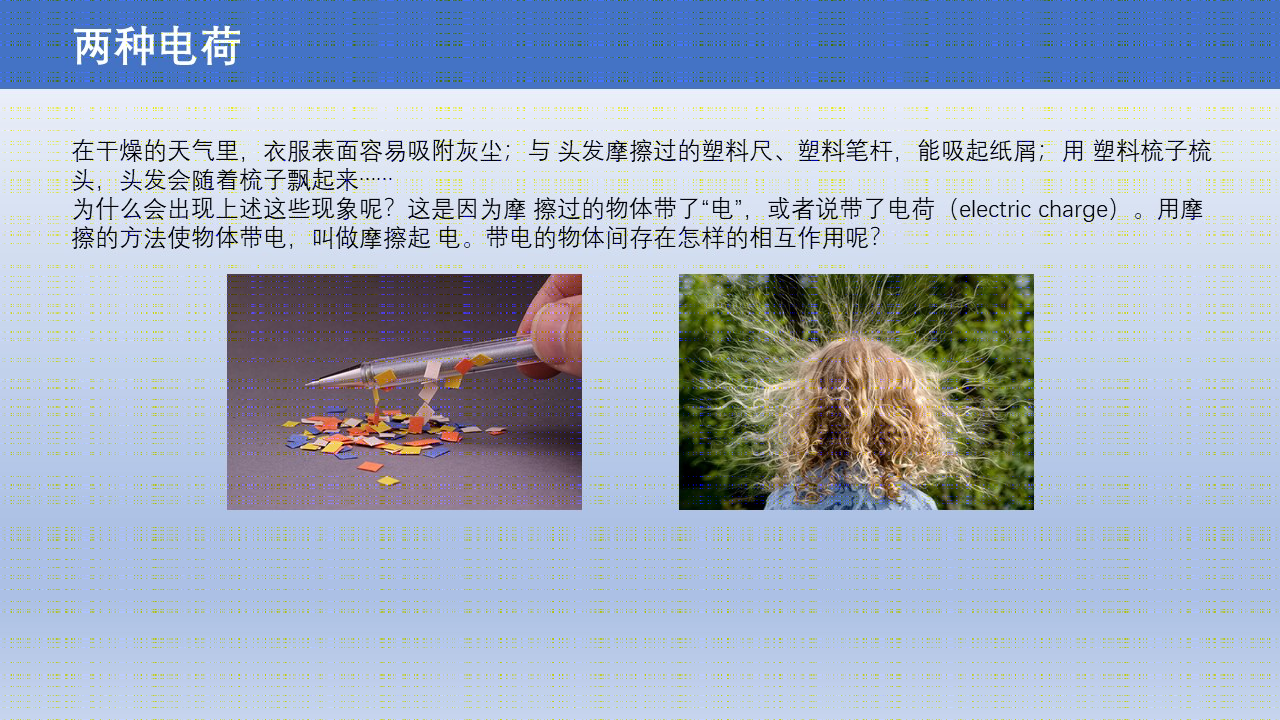 两种电荷
在干燥的天气里，衣服表面容易吸附灰尘；与 头发摩擦过的塑料尺、塑料笔杆，能吸起纸屑；用 塑料梳子梳
头，头发会随着梳子飘起来……
为什么会出现上述这些现象呢？这是因为摩 擦过的物体带了“电”，或者说带了电荷（electric charge）。用摩
擦的方法使物体带电，叫做摩擦起 电。带电的物体间存在怎样的相互作用呢？